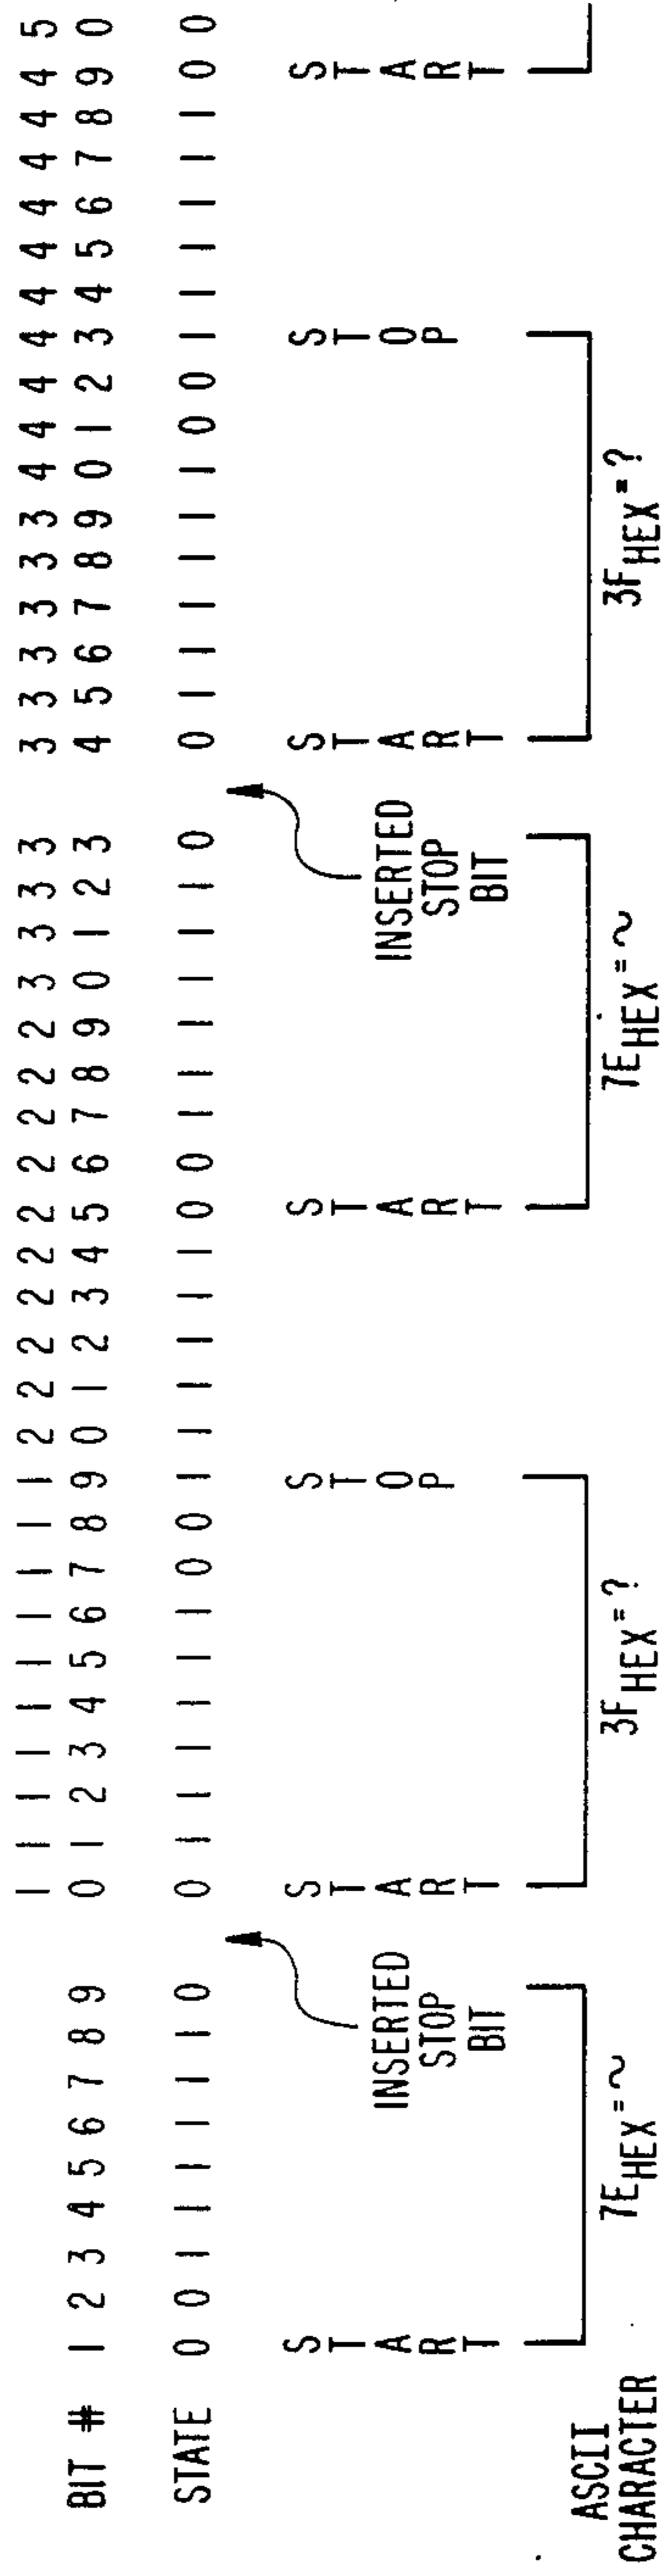 1 1 1 1 1 1 1 1 1 1 2 2 2 2 2 2 2 2 2 2 3 3 3 3 3 3 3 3 3 3 4 4 4 4 4 4 4 4 4 4 5
BIT # 1 2 3 4 5 6 7 8 9 0 1 2 3 4 5 6 7 8 9 0 1 2 3 4 5 6 7 8 9 0 1 2 3 4 5 6 7 8 9 0 1 2 3 4 5 6 7 8 9 0
STATE 0 0 1 1 1 1 1 1 0 0 1 1 1 1 1 1 0 0 1 1 1 1 1 1 0 0 1 1 1 1 1 1 0 0 1 1 1 1 1 1 0 0 1 1 1 1 1 1 0 0
START START STOP START START STOP START
INSERTED
STOP
BIT
INSERTED
STOP
BIT
ASCII
CHARACTER
7EHEX=~
3FHEX=?
7EHEX=~
3FHEX=?